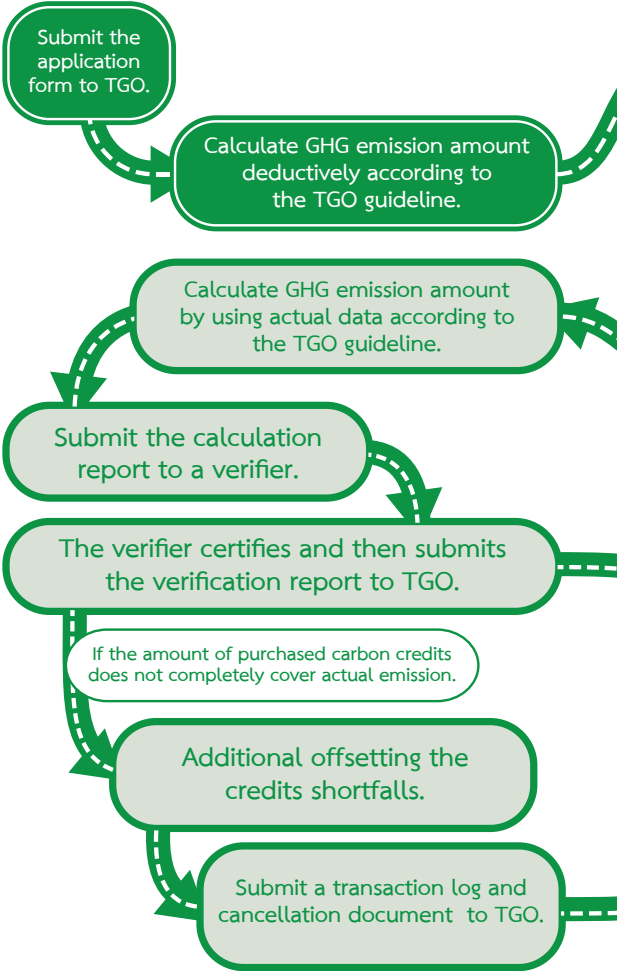 Submit the
application
form to TGO.
Calculate GHG emission amount
deductively according to
the TGO guideline.
Calculate GHG emission amount
by using actual data according to
the TGO guideline.
Submit the calculation
report to a verifier.
The verifier certifies and then submits
the verification report to TGO.
If the amount of purchased carbon credits
does not completely cover actual emission.
Additional offsetting the
credits shortfalls.
Submit a transaction log and
cancellation document to TGO.